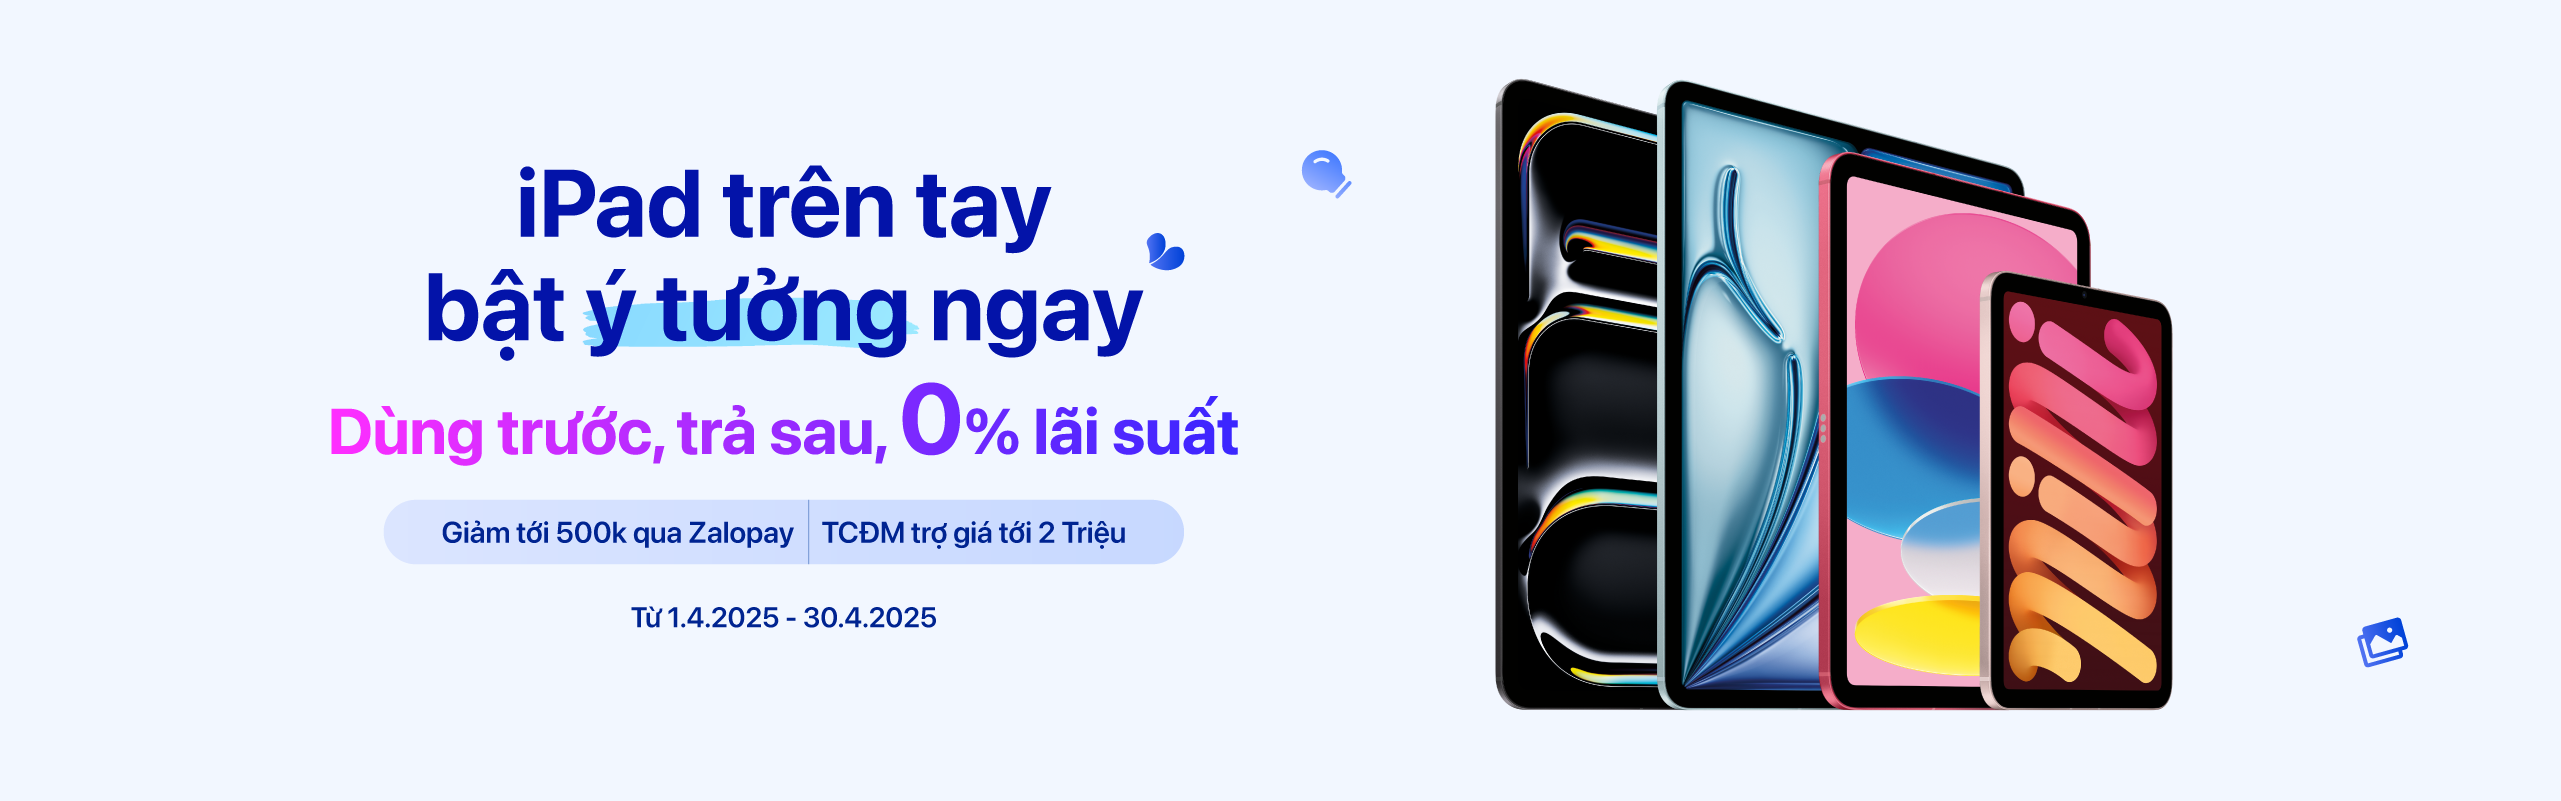 iPad trên tay
bật ý tưởng ngay
Dùng trước, trả sau, 0% lãi suất
Giảm tới 500k qua Zalopay | TCĐM trợ giá tới 2 Triệu
Từ 1.4.2025 - 30.4.2025
mini